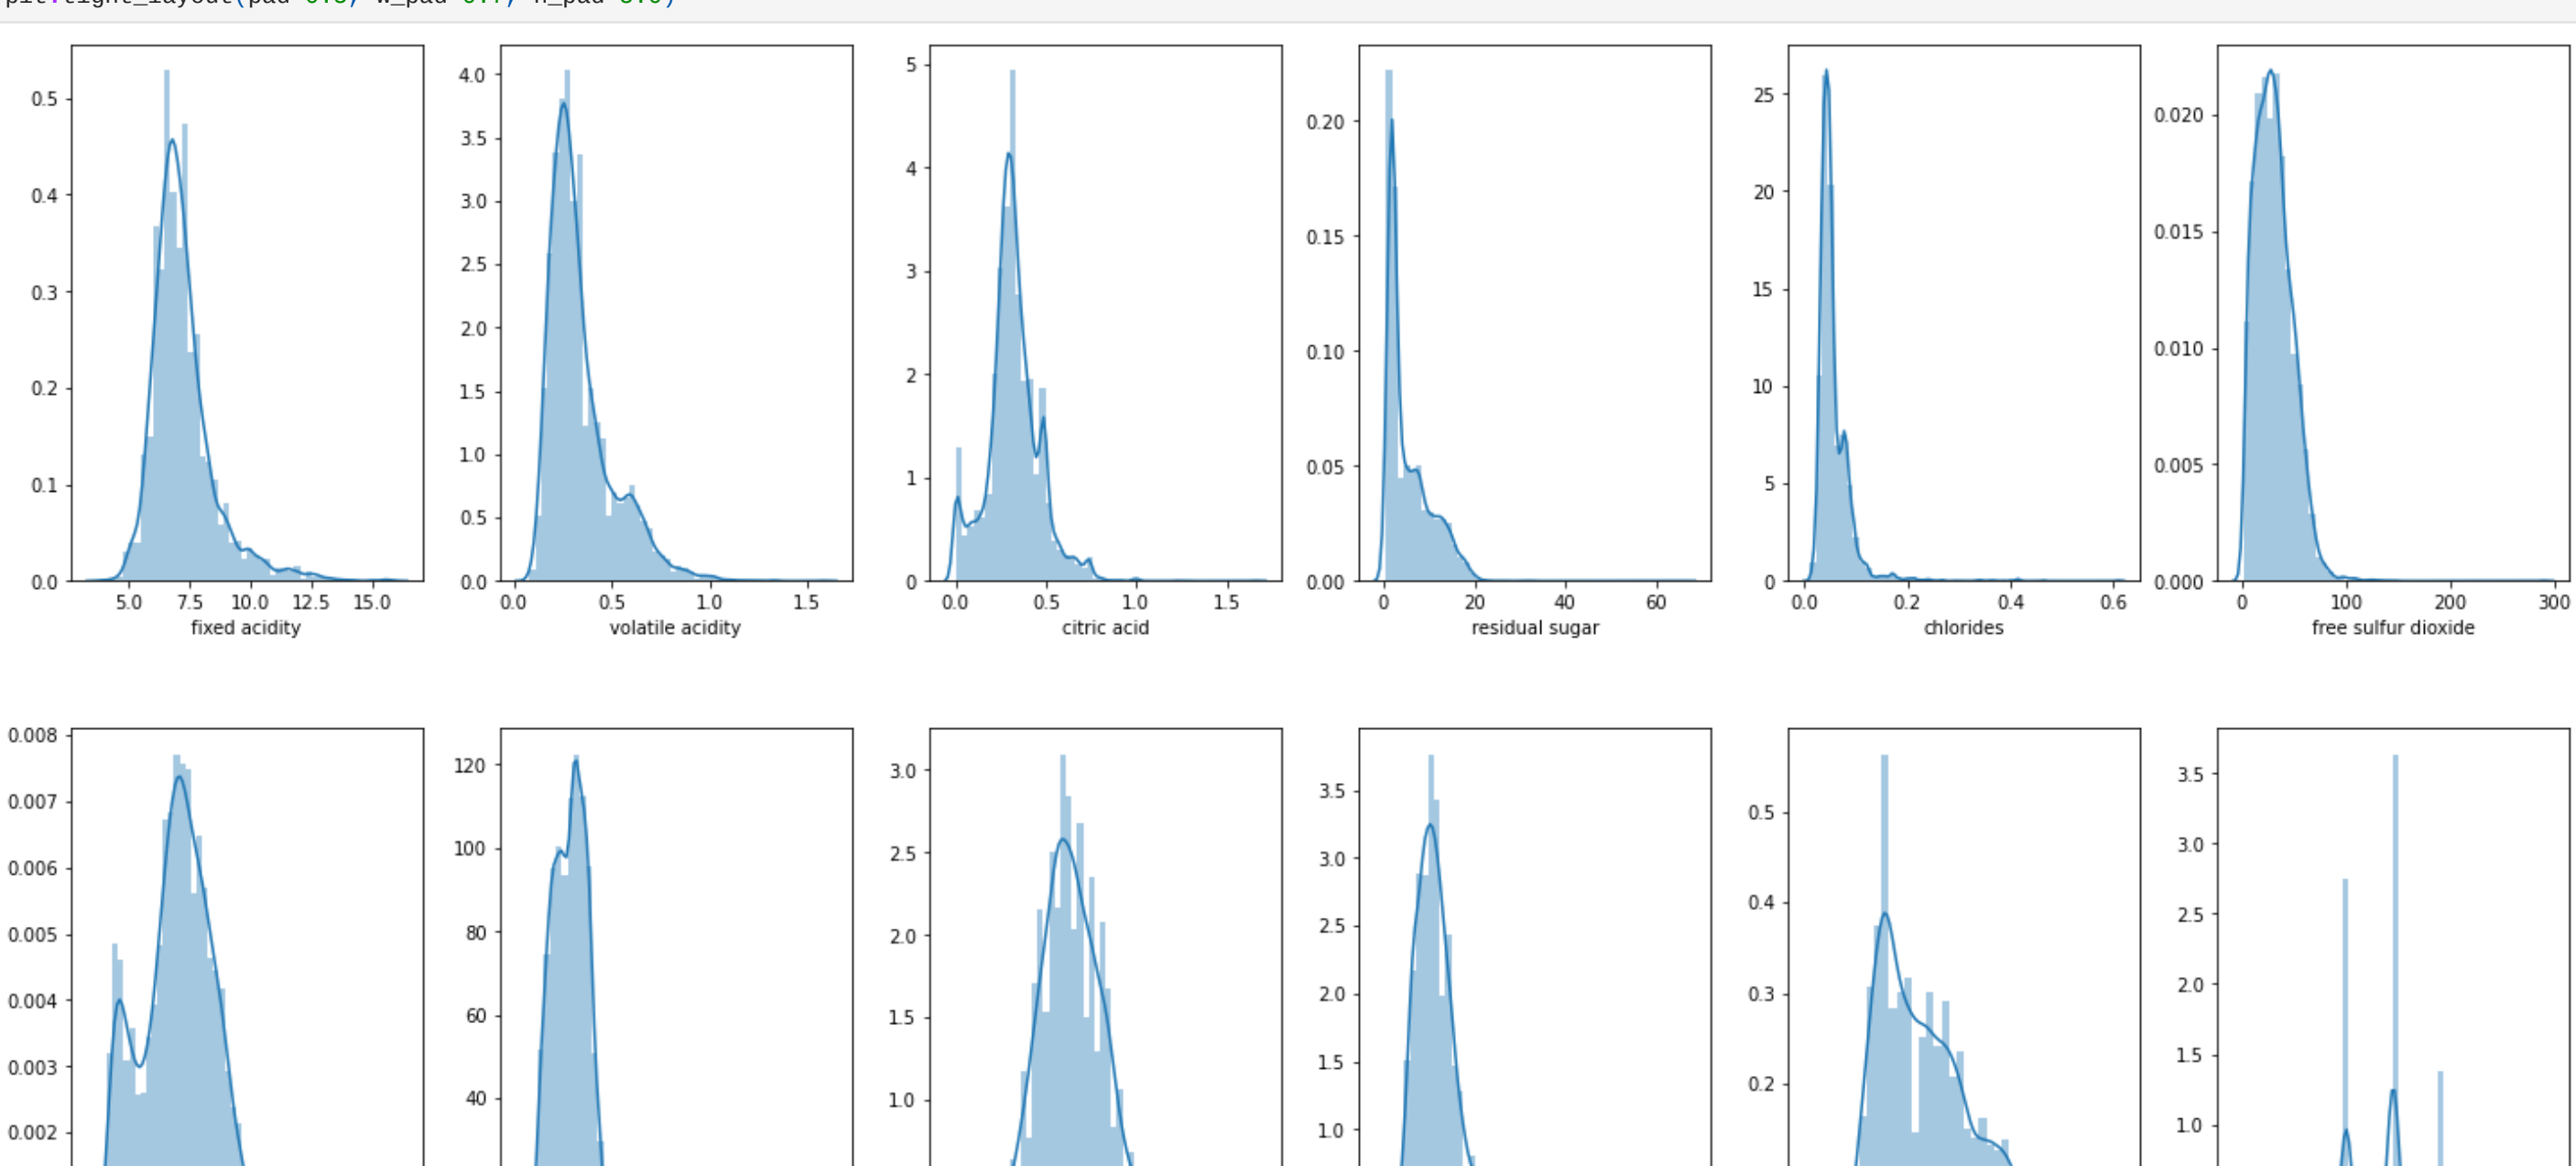 0.5 0.4 0.3 0.2 0.1 0.0
5.0 7.5 10.0 12.5 15.0
fixed acidity
4.0 3.5 3.0 2.5 2.0 1.5 1.0 0.5 0.0
0.0 0.5 1.0 1.5
volatile acidity
5 4 3 2 1 0
0.0 0.5 1.0 1.5
citric acid
0.20 0.15 0.10 0.05 0.00
0 20 40 60
residual sugar
25 20 15 10 5 0
0.0 0.2 0.4 0.6
chlorides
0.020 0.015 0.010 0.005 0.000
0 100 200 300
free sulfur dioxide
0.008 0.007 0.006 0.005 0.004 0.003 0.002
120 100 80 60 40
3.0 2.5 2.0 1.5 1.0
3.5 3.0 2.5 2.0 1.5 1.0
0.5 0.4 0.3 0.2
3.5 3.0 2.5 2.0 1.5 1.0